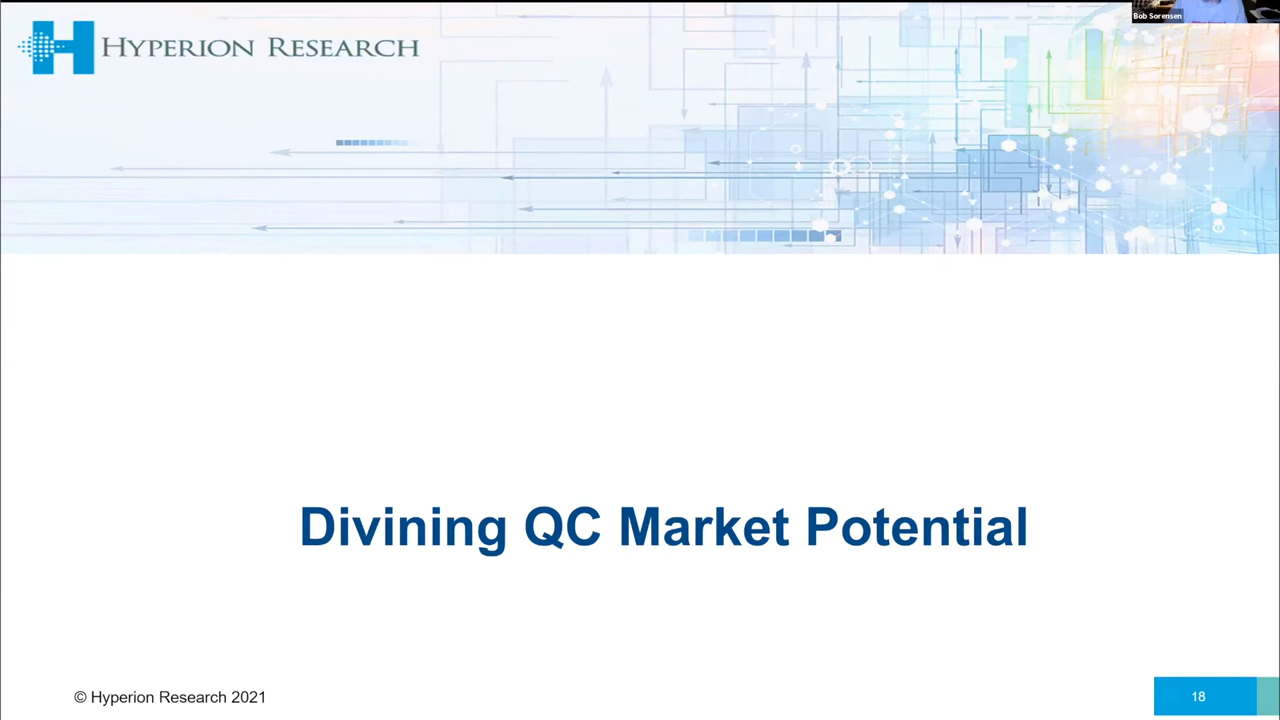 Bob Sorensen
HYPERION RESEARCH
Divining QC Market Potential
© Hyperion Research 2021
18